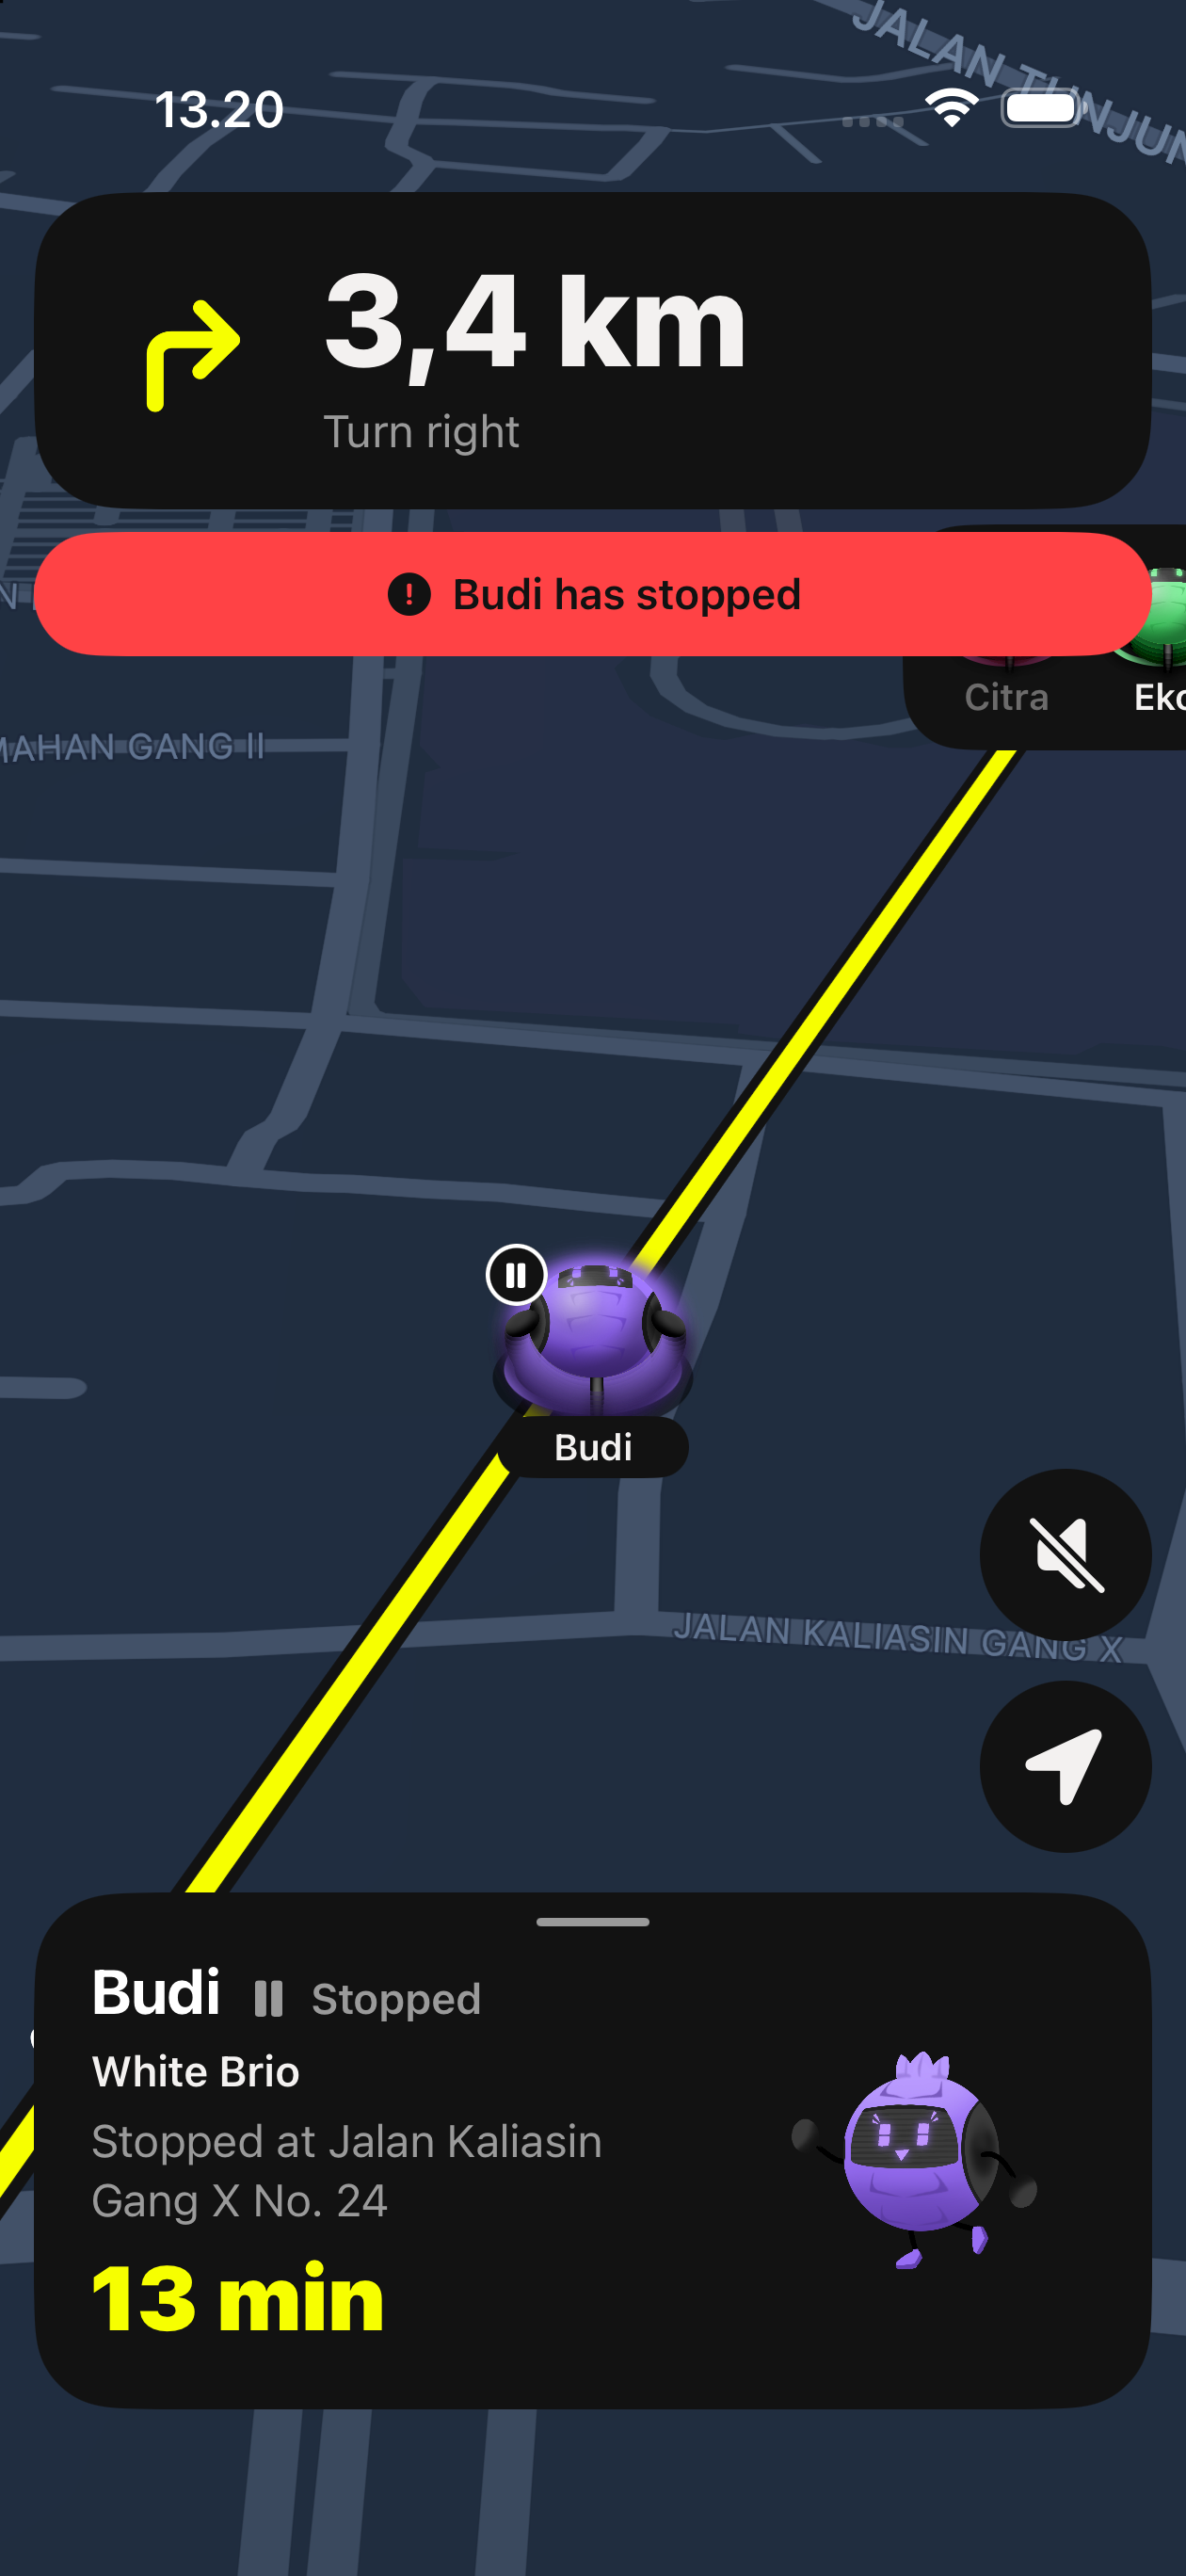 JALAN
13.20
3,4 km
Turn right
Budi has stopped
Citra
GANG II
Budi
JALAN KALIASIN GANG X
Budi Stopped
White Brio
Stopped at Jalan Kaliasin
Gang X No. 24
13 min